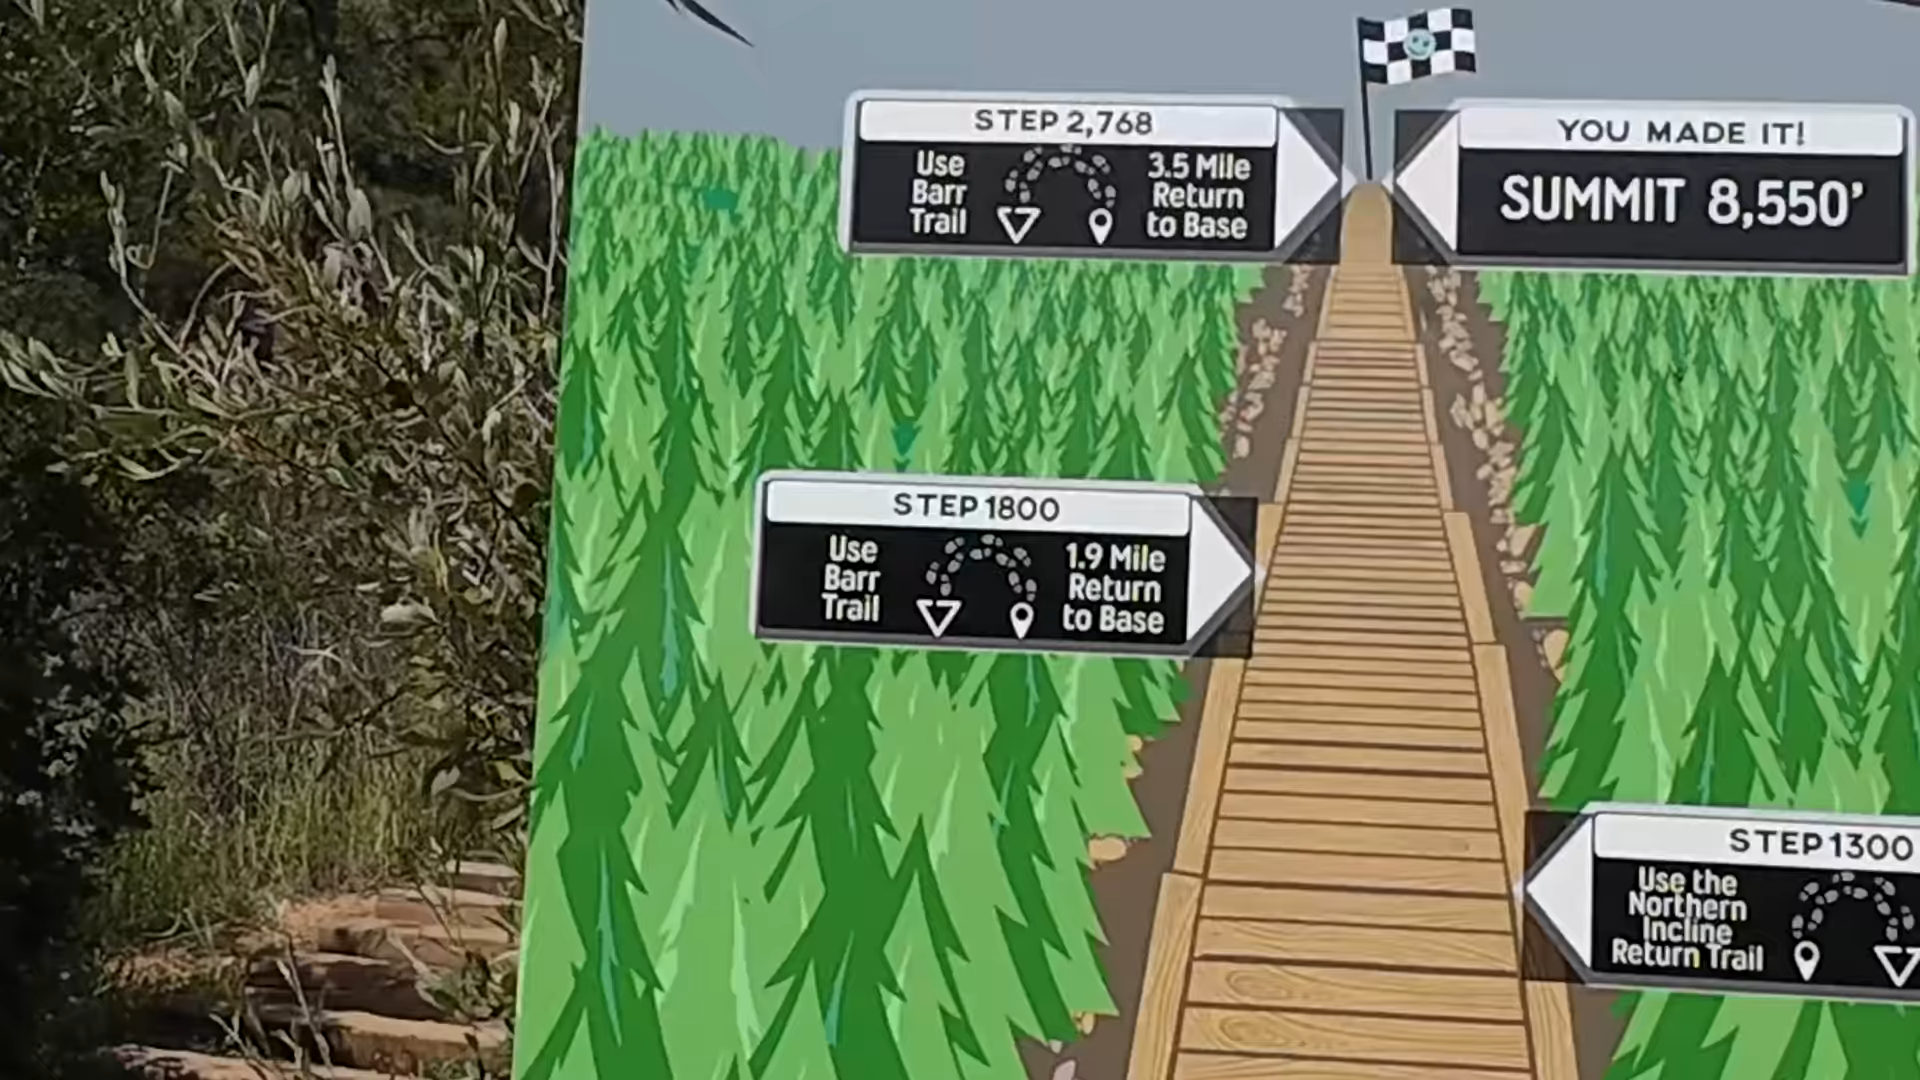 STEP 2,768
Use
Barr
Trail
3.5 Mile
Return
to Base
YOU MADE IT!
SUMMIT 8,550’
STEP 1800
Use
Barr
Trail
1.9 Mile
Return
to Base
STEP 1300
Use the
Northern
Incline
Return Trail